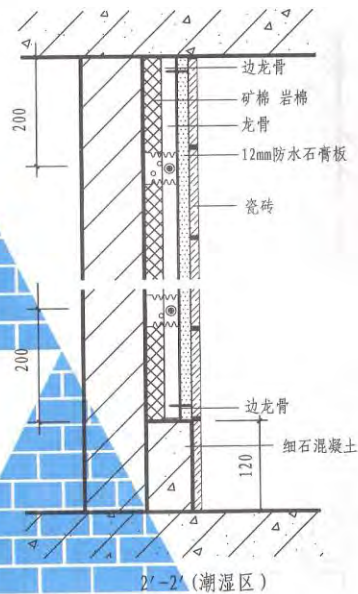 边龙骨
矿棉 岩棉
200
龙骨
12mm防水石膏板
瓷砖
200
边龙骨
细石混凝土
120
2'-2'(潮湿区)